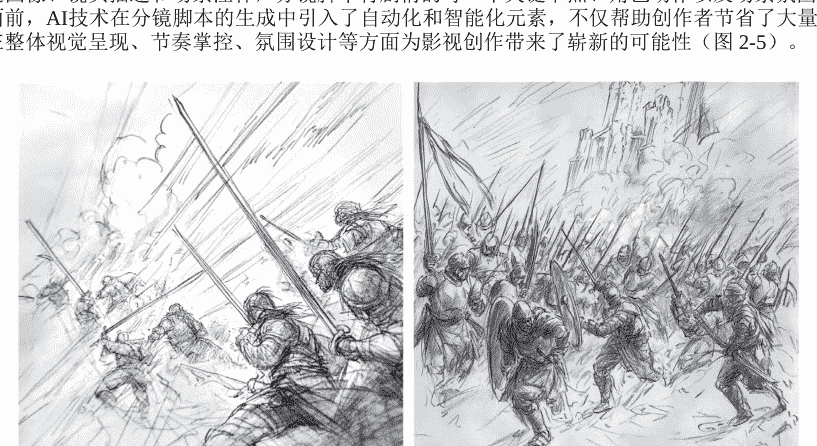 而前，AI技术在分镜脚本的生成中引入了自动化和智能化元素，不仅帮助创作者节省了大量
整体视觉呈现、节奏掌控、氛围设计等方面为影视创作带来了崭新的可能性（图 2-5）。